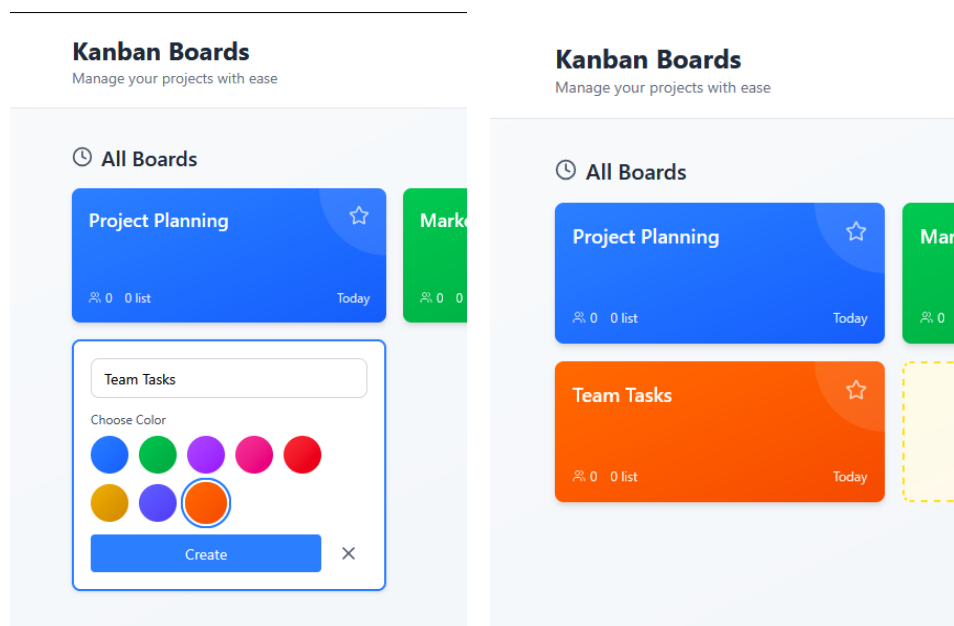 Kanban Boards
Manage your projects with ease
All Boards
Project Planning
Marke
0 0 list Today
0 0
Team Tasks
Choose Color
Create
Kanban Boards
Manage your projects with ease
All Boards
Project Planning
Mar
0 0 list Today
0
Team Tasks
0 0 list Today